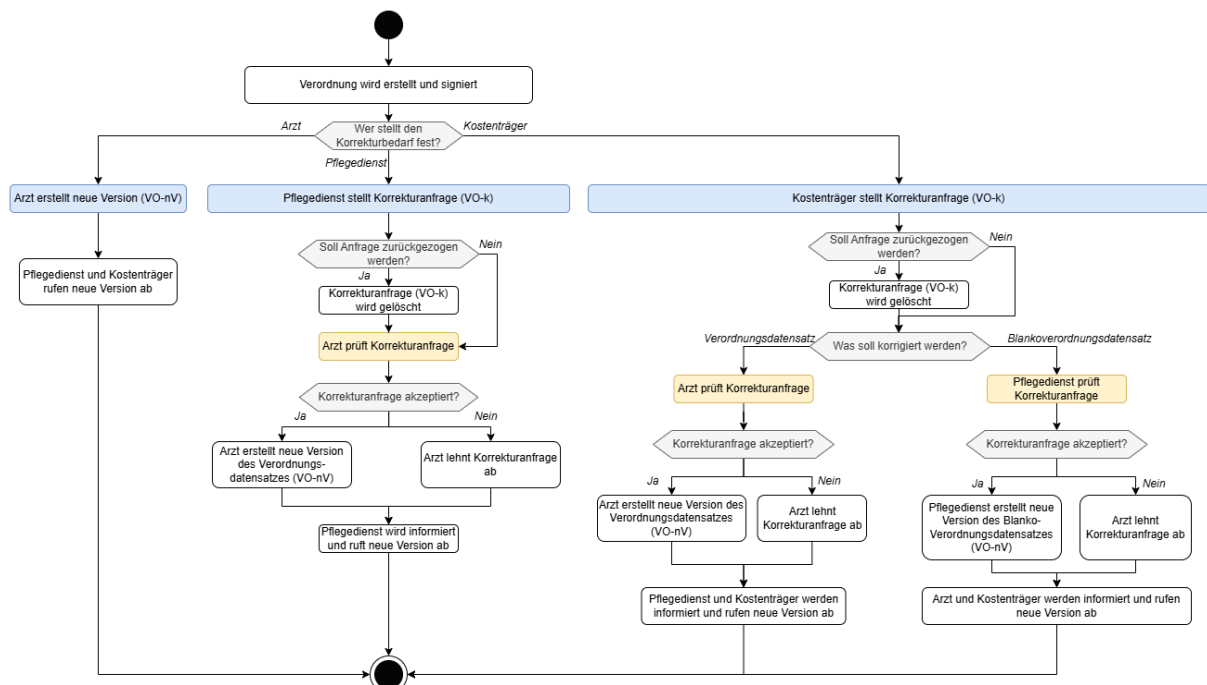 Verordnung wird erstellt und signiert
Arzt
Wer stellt den
Korrekturbedarf fest?
Kostenträger
Pflegedienst
Arzt erstellt neue Version (VO-nV)
Pflegedienst stellt Korrekturanfrage (VO-k)
Kostenträger stellt Korrekturanfrage (VO-k)
Pflegedienst und Kostenträger
rufen neue Version ab
Soll Anfrage zurückgezogen
werden?
Nein
Ja
Korrekturanfrage (VO-k)
wird gelöscht
Arzt prüft Korrekturanfrage
Korrekturanfrage akzeptiert?
Ja
Nein
Arzt erstellt neue Version
des Verordnungs-
datensatzes (VO-nV)
Arzt lehnt Korrekturanfrage
ab
Pflegedienst wird informiert
und ruft neue Version ab
Soll Anfrage zurückgezogen
werden?
Nein
Ja
Korrekturanfrage (VO-k)
wird gelöscht
Verordnungsdatensatz
Was soll korrigiert werden?
Blankoverordnungsdatensatz
Arzt prüft Korrekturanfrage
Korrekturanfrage akzeptiert?
Ja
Nein
Arzt erstellt neue Version des
Verordnungsdatensatzes
(VO-nV)
Arzt lehnt
Korrekturanfrage ab
Pflegedienst und Kostenträger werden
informiert und rufen neue Version ab
Pflegedienst prüft
Korrekturanfrage
Korrekturanfrage akzeptiert?
Ja
Nein
Pflegedienst erstellt neue
Version des Blanko-
Verordnungsdatensatzes
(VO-nV)
Arzt lehnt
Korrekturanfrage ab
Arzt und Kostenträger werden informiert und rufen
neue Version ab